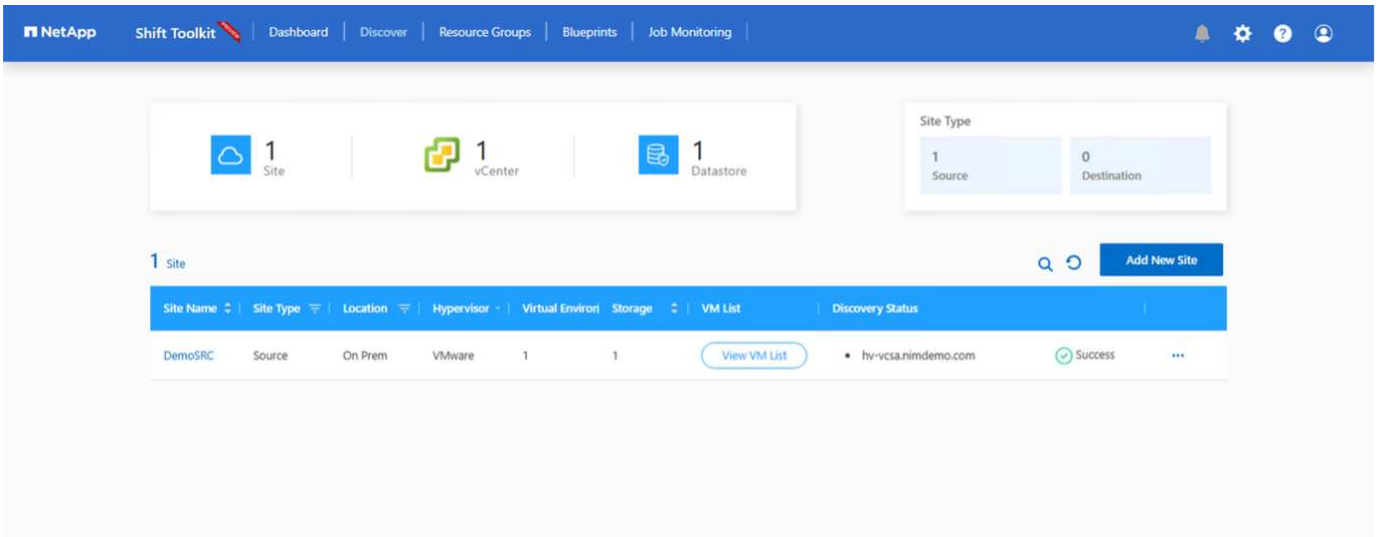 NetApp Shift Toolkit Dashboard Discover Resource Groups Blueprints Job Monitoring
1 Site
1 vCenter
1 Datastore
Site Type
1 Source
0 Destination
1 Site
Add New Site
Site Name Site Type Location Hypervisor Virtual Environ Storage VM List Discovery Status
DemoSRC Source On Prem VMware 1 1 View VM List • hv-vcsa.nimdemo.com Success ...